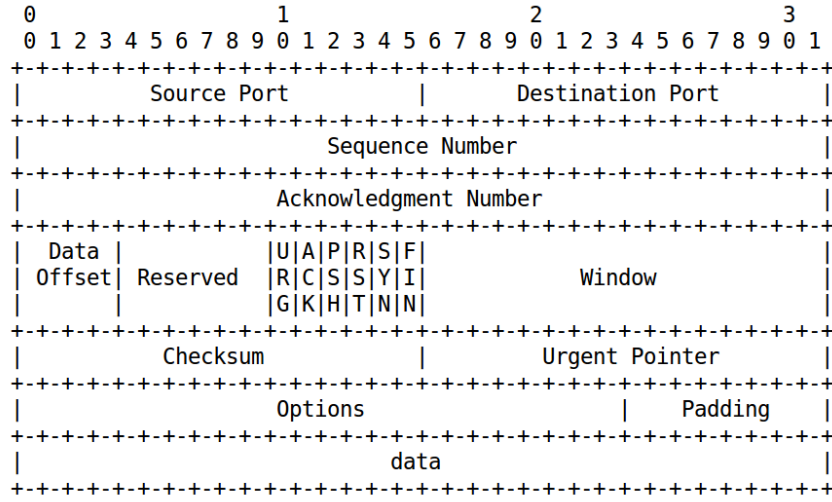 0                   1                   2                   3
 0 1 2 3 4 5 6 7 8 9 0 1 2 3 4 5 6 7 8 9 0 1 2 3 4 5 6 7 8 9 0 1
+-+-+-+-+-+-+-+-+-+-+-+-+-+-+-+-+-+-+-+-+-+-+-+-+-+-+-+-+-+-+-+-+
|          Source Port          |       Destination Port        |
+-+-+-+-+-+-+-+-+-+-+-+-+-+-+-+-+-+-+-+-+-+-+-+-+-+-+-+-+-+-+-+-+
|                        Sequence Number                        |
+-+-+-+-+-+-+-+-+-+-+-+-+-+-+-+-+-+-+-+-+-+-+-+-+-+-+-+-+-+-+-+-+
|                    Acknowledgment Number                      |
+-+-+-+-+-+-+-+-+-+-+-+-+-+-+-+-+-+-+-+-+-+-+-+-+-+-+-+-+-+-+-+-+
|  Data |           |U|A|P|R|S|F|                               |
| Offset| Reserved  |R|C|S|S|Y|I|            Window             |
|       |           |G|K|H|T|N|N|                               |
+-+-+-+-+-+-+-+-+-+-+-+-+-+-+-+-+-+-+-+-+-+-+-+-+-+-+-+-+-+-+-+-+
|           Checksum            |         Urgent Pointer        |
+-+-+-+-+-+-+-+-+-+-+-+-+-+-+-+-+-+-+-+-+-+-+-+-+-+-+-+-+-+-+-+-+
|                    Options                    |    Padding    |
+-+-+-+-+-+-+-+-+-+-+-+-+-+-+-+-+-+-+-+-+-+-+-+-+-+-+-+-+-+-+-+-+
|                             data                              |
+-+-+-+-+-+-+-+-+-+-+-+-+-+-+-+-+-+-+-+-+-+-+-+-+-+-+-+-+-+-+-+-+